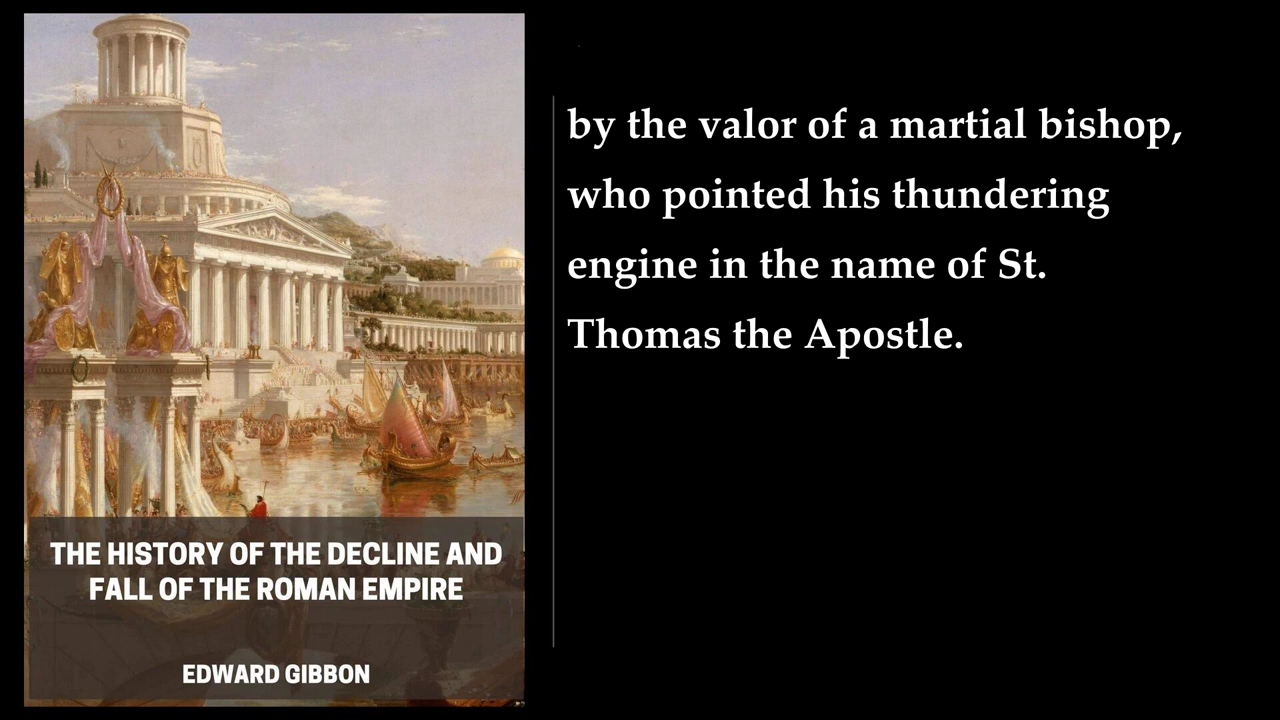 by the valor of a martial bishop,
who pointed his thundering
engine in the name of St.
Thomas the Apostle.
THE HISTORY OF THE DECLINE AND
FALL OF THE ROMAN EMPIRE
EDWARD GIBBON